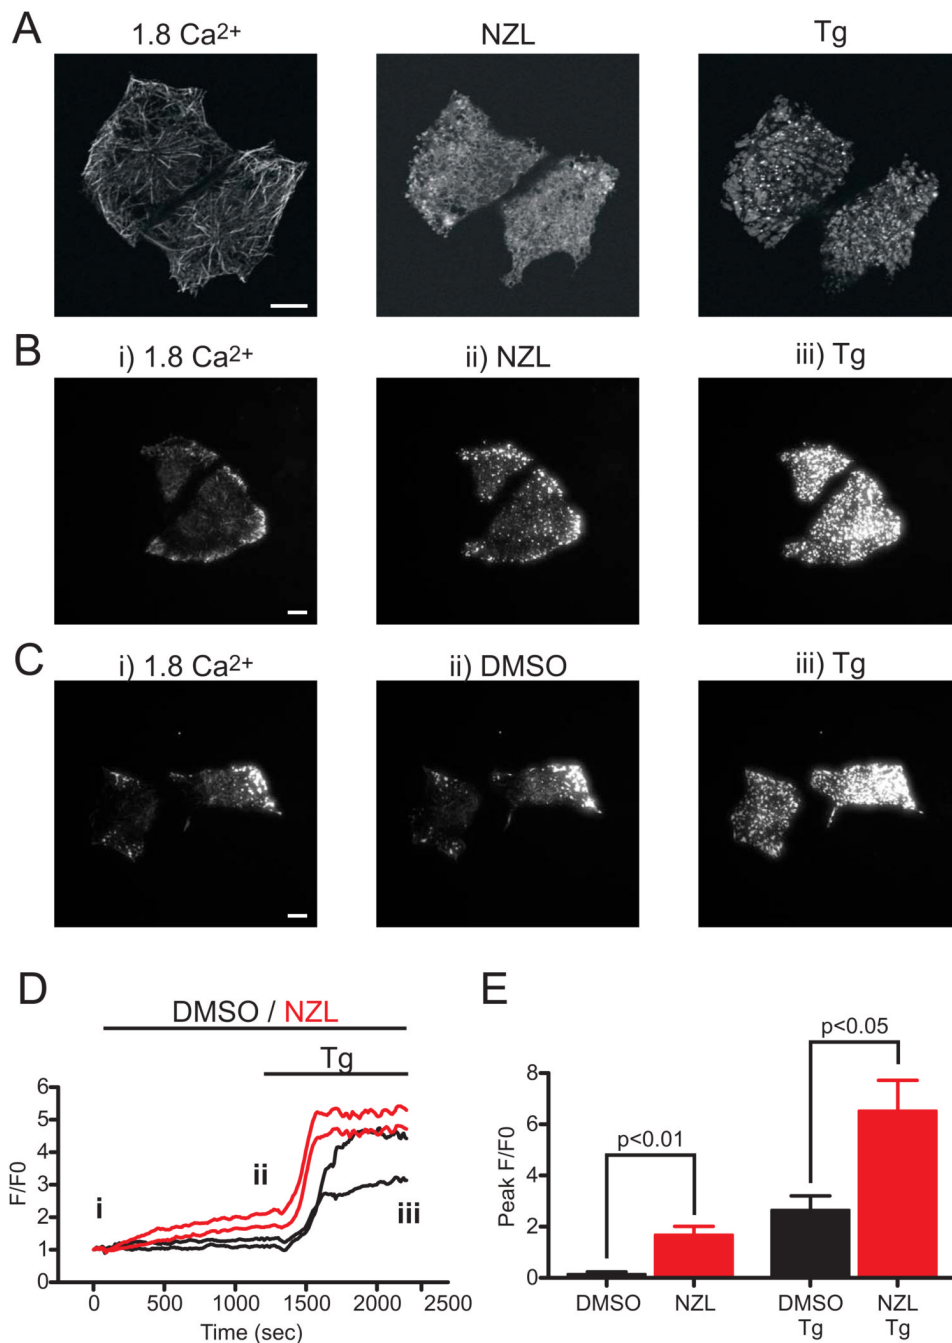 A
1.8 Ca²⁺ NZL Tg
B
i) 1.8 Ca²⁺ ii) NZL iii) Tg
C
i) 1.8 Ca²⁺ ii) DMSO iii) Tg
D
DMSO / NZL
Tg
6
5
4
3
2
1
0
F/F0
i
ii
iii
0 500 1000 1500 2000 2500
Time (sec)
E
p<0.05
p<0.01
8
6
4
2
0
Peak F/F0
DMSO NZL DMSO NZL
Tg Tg